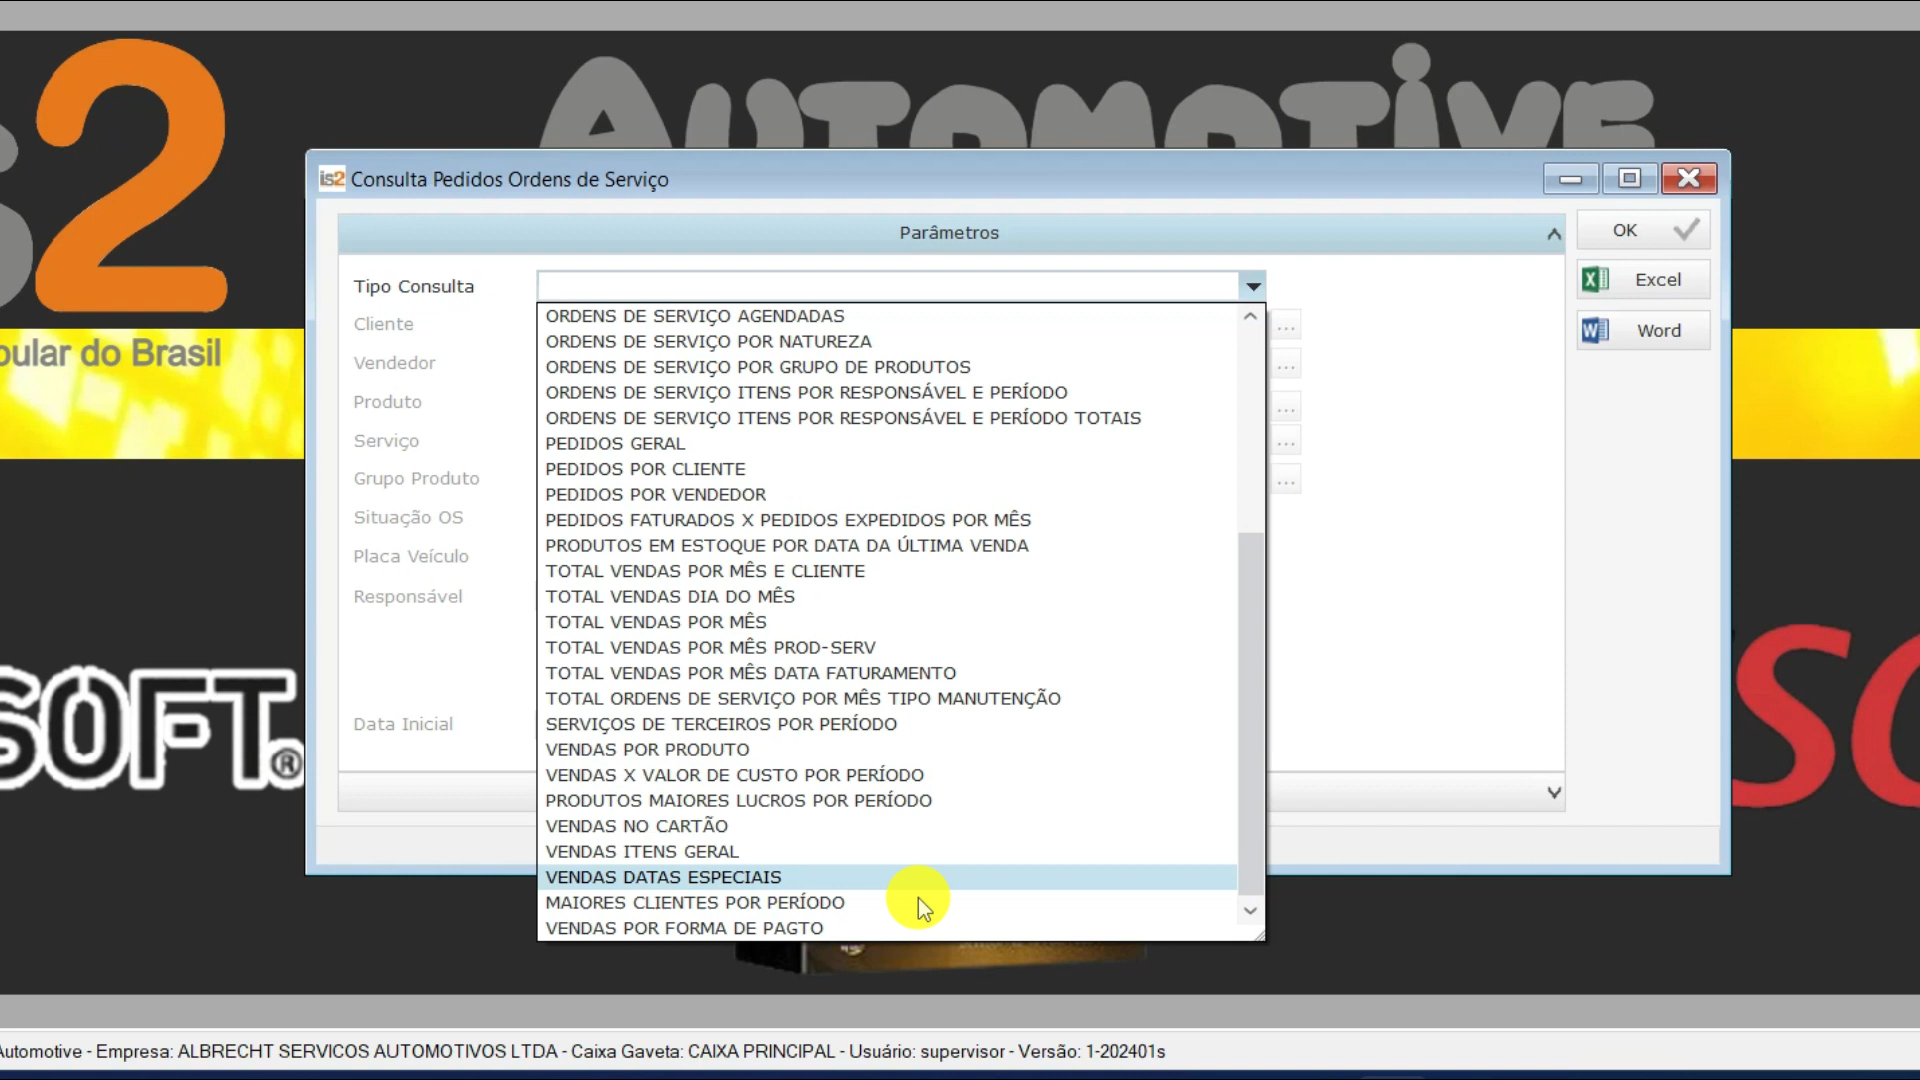 2
AUTOMOTIVE
is2 Consulta Pedidos Ordens de Serviço
Parâmetros
OK
Excel
Word
Tipo Consulta
Cliente
Vendedor
Produto
Serviço
Grupo Produto
Situação OS
Placa Veículo
Responsável
Data Inicial
ORDENS DE SERVIÇO AGENDADAS
ORDENS DE SERVIÇO POR NATUREZA
ORDENS DE SERVIÇO POR GRUPO DE PRODUTOS
ORDENS DE SERVIÇO ITENS POR RESPONSÁVEL E PERÍODO
ORDENS DE SERVIÇO ITENS POR RESPONSÁVEL E PERÍODO TOTAIS
PEDIDOS GERAL
PEDIDOS POR CLIENTE
PEDIDOS POR VENDEDOR
PEDIDOS FATURADOS X PEDIDOS EXPEDIDOS POR MÊS
PRODUTOS EM ESTOQUE POR DATA DA ÚLTIMA VENDA
TOTAL VENDAS POR MÊS E CLIENTE
TOTAL VENDAS DIA DO MÊS
TOTAL VENDAS POR MÊS
TOTAL VENDAS POR MÊS PROD-SERV
TOTAL VENDAS POR MÊS DATA FATURAMENTO
TOTAL ORDENS DE SERVIÇO POR MÊS TIPO MANUTENÇÃO
SERVIÇOS DE TERCEIROS POR PERÍODO
VENDAS POR PRODUTO
VENDAS X VALOR DE CUSTO POR PERÍODO
PRODUTOS MAIORES LUCROS POR PERÍODO
VENDAS NO CARTÃO
VENDAS ITENS GERAL
VENDAS DATAS ESPECIAIS
MAIORES CLIENTES POR PERÍODO
VENDAS POR FORMA DE PAGTO
pular do Brasil
SOFT®
SO
Automotive - Empresa: ALBRECHT SERVICOS AUTOMOTIVOS LTDA - Caixa Gaveta: CAIXA PRINCIPAL - Usuário: supervisor - Versão: 1-202401s